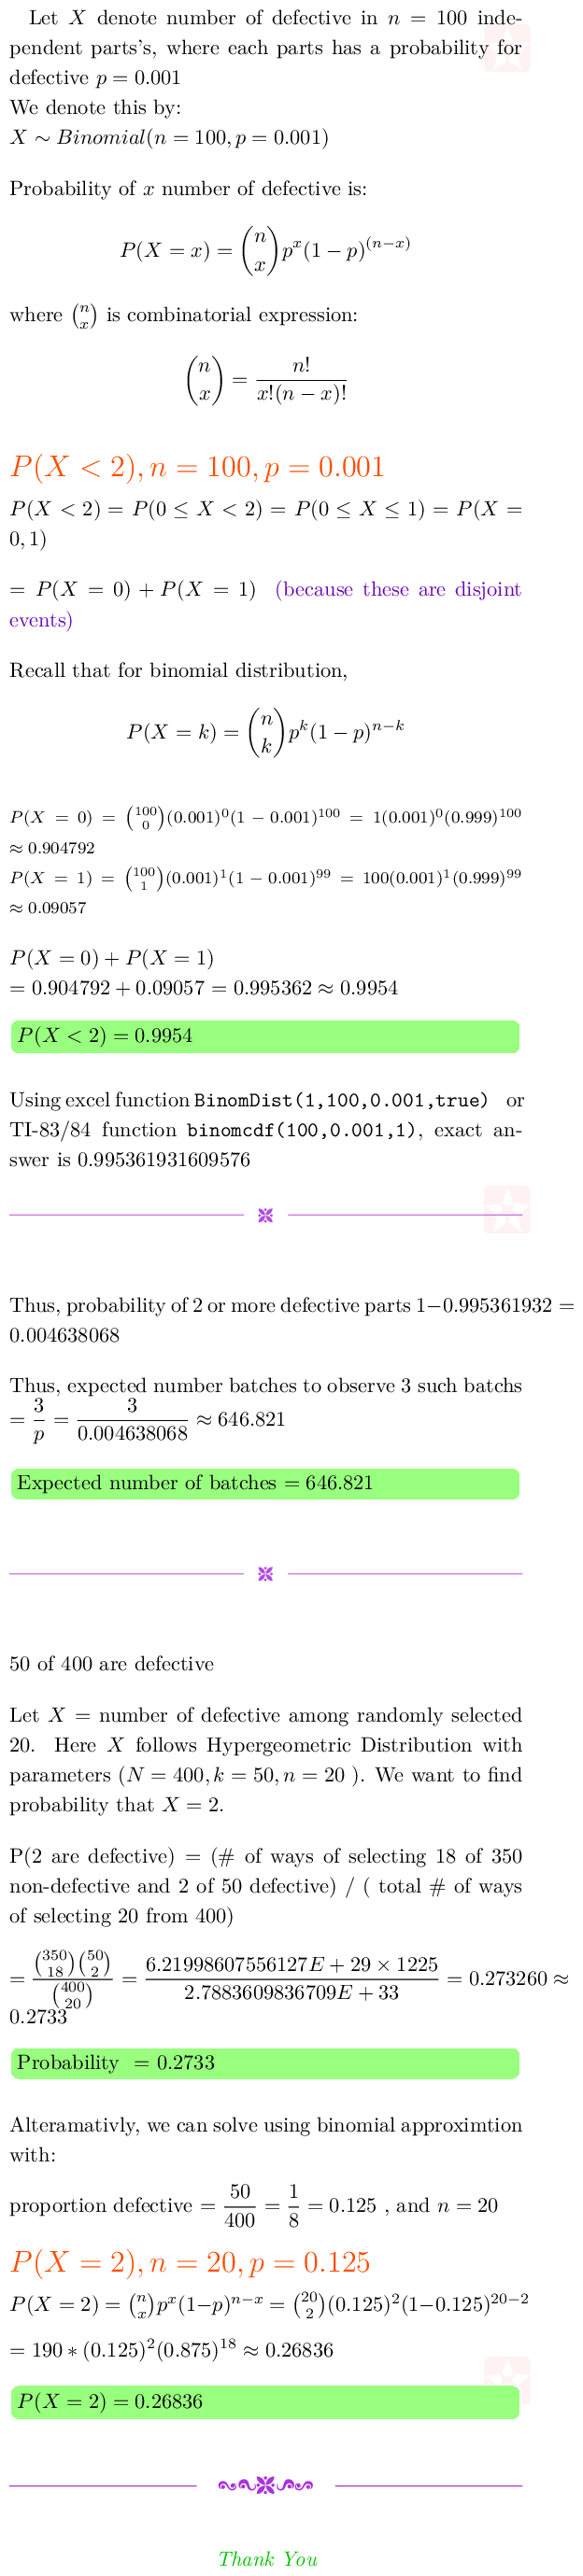 Let X denote number of defective in n = 100 inde-
pendent parts's, where each parts has a probability for
defective p = 0.001
We denote this by:
X ∼ Binomial(n = 100, p = 0.001)
Probability of x number of defective is:
P(X = x) = \binom{n}{x} p^x (1 − p)^{(n−x)}
where \binom{n}{x} is combinatorial expression:
\binom{n}{x} = \frac{n!}{x!(n − x)!}
P(X < 2), n = 100, p = 0.001
P(X < 2) = P(0 ≤ X < 2) = P(0 ≤ X ≤ 1) = P(X =
0, 1)
= P(X = 0) + P(X = 1) (because these are disjoint
events)
Recall that for binomial distribution,
P(X = k) = \binom{n}{k} p^k (1 − p)^{n−k}
P(X = 0) = \binom{100}{0} (0.001)^0 (1 − 0.001)^{100} = 1(0.001)^0 (0.999)^{100}
≈ 0.904792
P(X = 1) = \binom{100}{1} (0.001)^1 (1 − 0.001)^{99} = 100(0.001)^1 (0.999)^{99}
≈ 0.09057
P(X = 0) + P(X = 1)
= 0.904792 + 0.09057 = 0.995362 ≈ 0.9954
P(X < 2) = 0.9954
Using excel function BinomDist(1,100,0.001,true) or
TI-83/84 function binomcdf(100,0.001,1), exact an-
swer is 0.995361931609576
Thus, probability of 2 or more defective parts 1−0.995361932 =
0.004638068
Thus, expected number batches to observe 3 such batchs
= \frac{3}{p} = \frac{3}{0.004638068} ≈ 646.821
Expected number of batches = 646.821
50 of 400 are defective
Let X = number of defective among randomly selected
20. Here X follows Hypergeometric Distribution with
parameters (N = 400, k = 50, n = 20 ). We want to find
probability that X = 2.
P(2 are defective) = (# of ways of selecting 18 of 350
non-defective and 2 of 50 defective) / ( total # of ways
of selecting 20 from 400)
= \frac{\binom{350}{18}\binom{50}{2}}{\binom{400}{20}} = \frac{6.21998607556127E + 29 × 1225}{2.7883609836709E + 33} = 0.273260 ≈
0.2733
Probability = 0.2733
Alteramativly, we can solve using binomial approximtion
with:
proportion defective = \frac{50}{400} = \frac{1}{8} = 0.125 , and n = 20
P(X = 2), n = 20, p = 0.125
P(X = 2) = \binom{n}{x} p^x (1−p)^{n−x} = \binom{20}{2} (0.125)^2 (1−0.125)^{20−2}
= 190 ∗ (0.125)^2 (0.875)^{18} ≈ 0.26836
P(X = 2) = 0.26836
Thank You